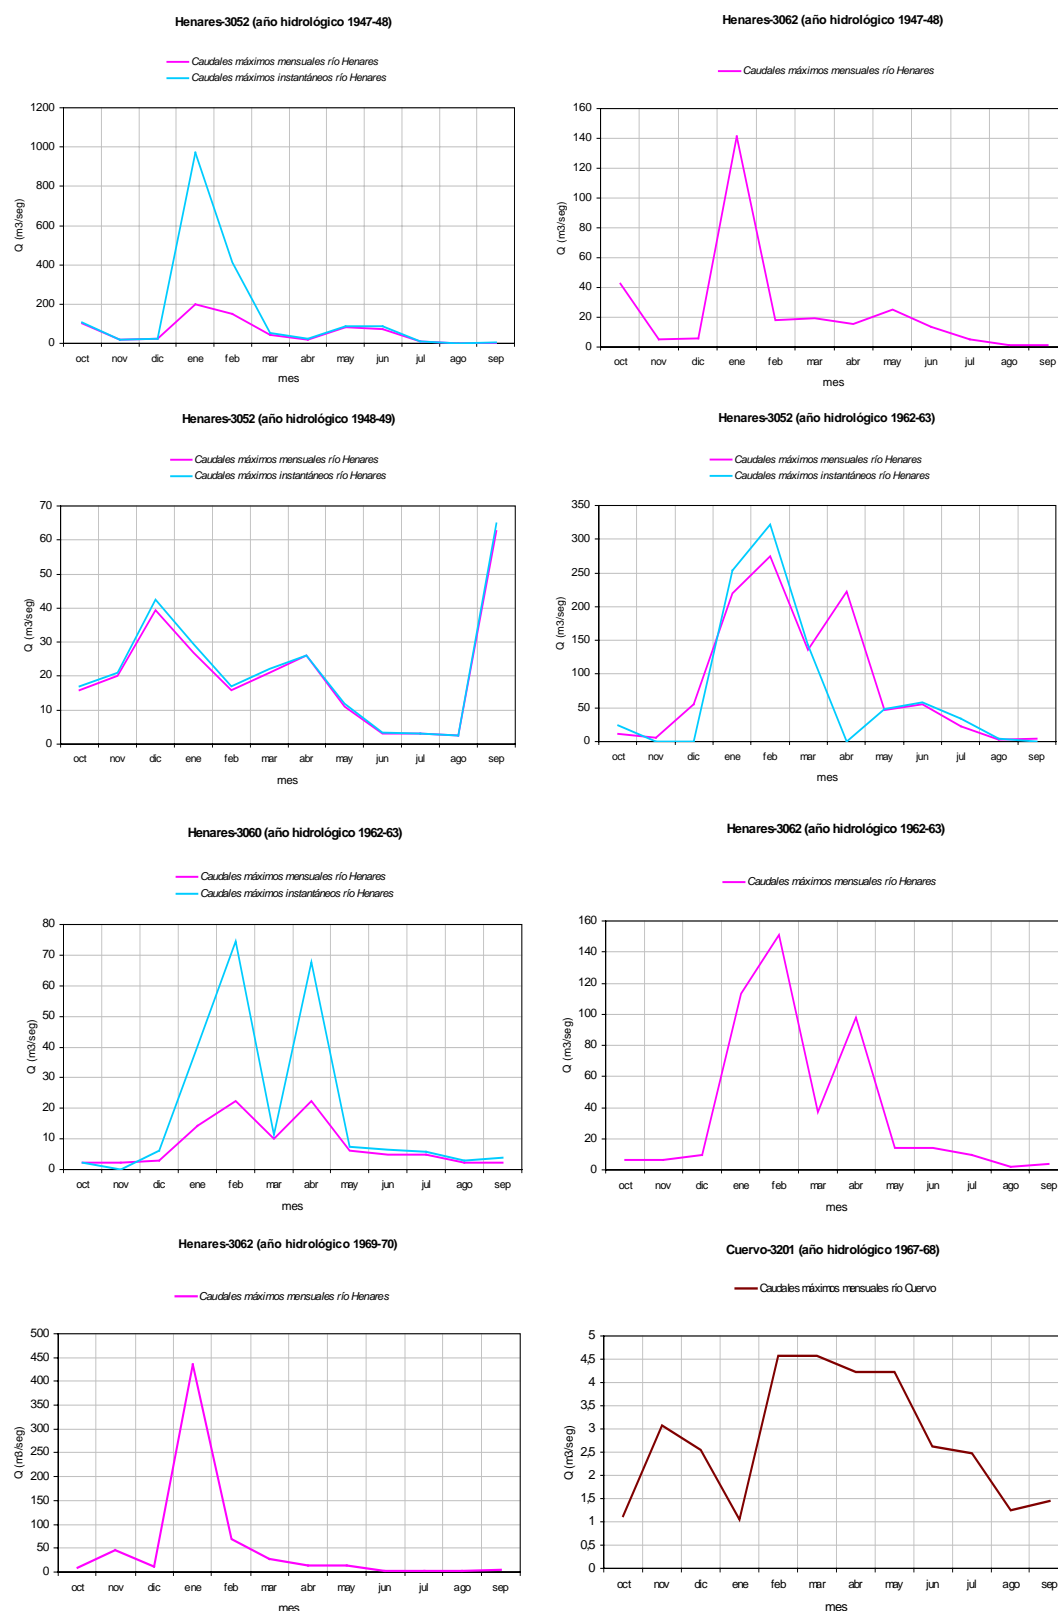 Henares-3052 (año hidrológico 1947-48)
Caudales máximos mensuales río Henares
Caudales máximos instantáneos río Henares
1200
1000
800
600
400
200
0
Q (m3/seg)
oct nov dic ene feb mar abr may jun jul ago sep
mes
Henares-3062 (año hidrológico 1947-48)
Caudales máximos mensuales río Henares
160
140
120
100
80
60
40
20
0
Q (m3/seg)
oct nov dic ene feb mar abr may jun jul ago sep
mes
Henares-3052 (año hidrológico 1948-49)
Caudales máximos mensuales río Henares
Caudales máximos instantáneos río Henares
70
60
50
40
30
20
10
0
Q (m3/seg)
oct nov dic ene feb mar abr may jun jul ago sep
mes
Henares-3052 (año hidrológico 1962-63)
Caudales máximos mensuales río Henares
Caudales máximos instantáneos río Henares
350
300
250
200
150
100
50
0
Q (m3/seg)
oct nov dic ene feb mar abr may jun jul ago sep
mes
Henares-3060 (año hidrológico 1962-63)
Caudales máximos mensuales río Henares
Caudales máximos instantáneos río Henares
80
70
60
50
40
30
20
10
0
Q (m3/seg)
oct nov dic ene feb mar abr may jun jul ago sep
mes
Henares-3062 (año hidrológico 1962-63)
Caudales máximos mensuales río Henares
160
140
120
100
80
60
40
20
0
Q (m3/seg)
oct nov dic ene feb mar abr may jun jul ago sep
mes
Henares-3062 (año hidrológico 1969-70)
Caudales máximos mensuales río Henares
500
450
400
350
300
250
200
150
100
50
0
Q (m3/seg)
oct nov dic ene feb mar abr may jun jul ago sep
mes
Cuervo-3201 (año hidrológico 1967-68)
Caudales máximos mensuales río Cuervo
5
4,5
4
3,5
3
2,5
2
1,5
1
0,5
0
Q (m3/seg)
oct nov dic ene feb mar abr may jun jul ago sep
mes